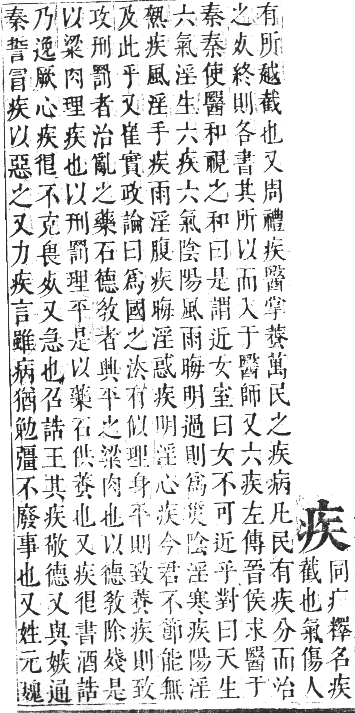 疾
同疒釋名疾
截也氣傷人
有所越截也又周禮疾醫掌養萬民之疾病凡民有疾分而治
之死終則各書其所以而入于醫師又六疾左傳晉侯求醫于
秦秦使醫和視之和曰是謂近女室曰女不可近乎對曰天生
六氣淫生六疾六氣陰陽風雨晦明過則爲災陰淫寒疾陽淫
熱疾風淫手疾雨淫腹疾晦淫惑疾明淫心疾今君不節能無
及此乎又崔實政論曰爲國之法有似理身平則致養疾則致
攻刑罰者治亂之藥石德教者興平之粱肉也以德教除殘是
以粱肉理疾也以刑罰理平是以藥石供養也又疾很書酒誥
乃逸厥心疾很不克畏死又急也召誥王其疾敬德又與嫉通
秦誓冒疾以惡之又力疾言雖病猶勉彊不廢事也又姓元魏